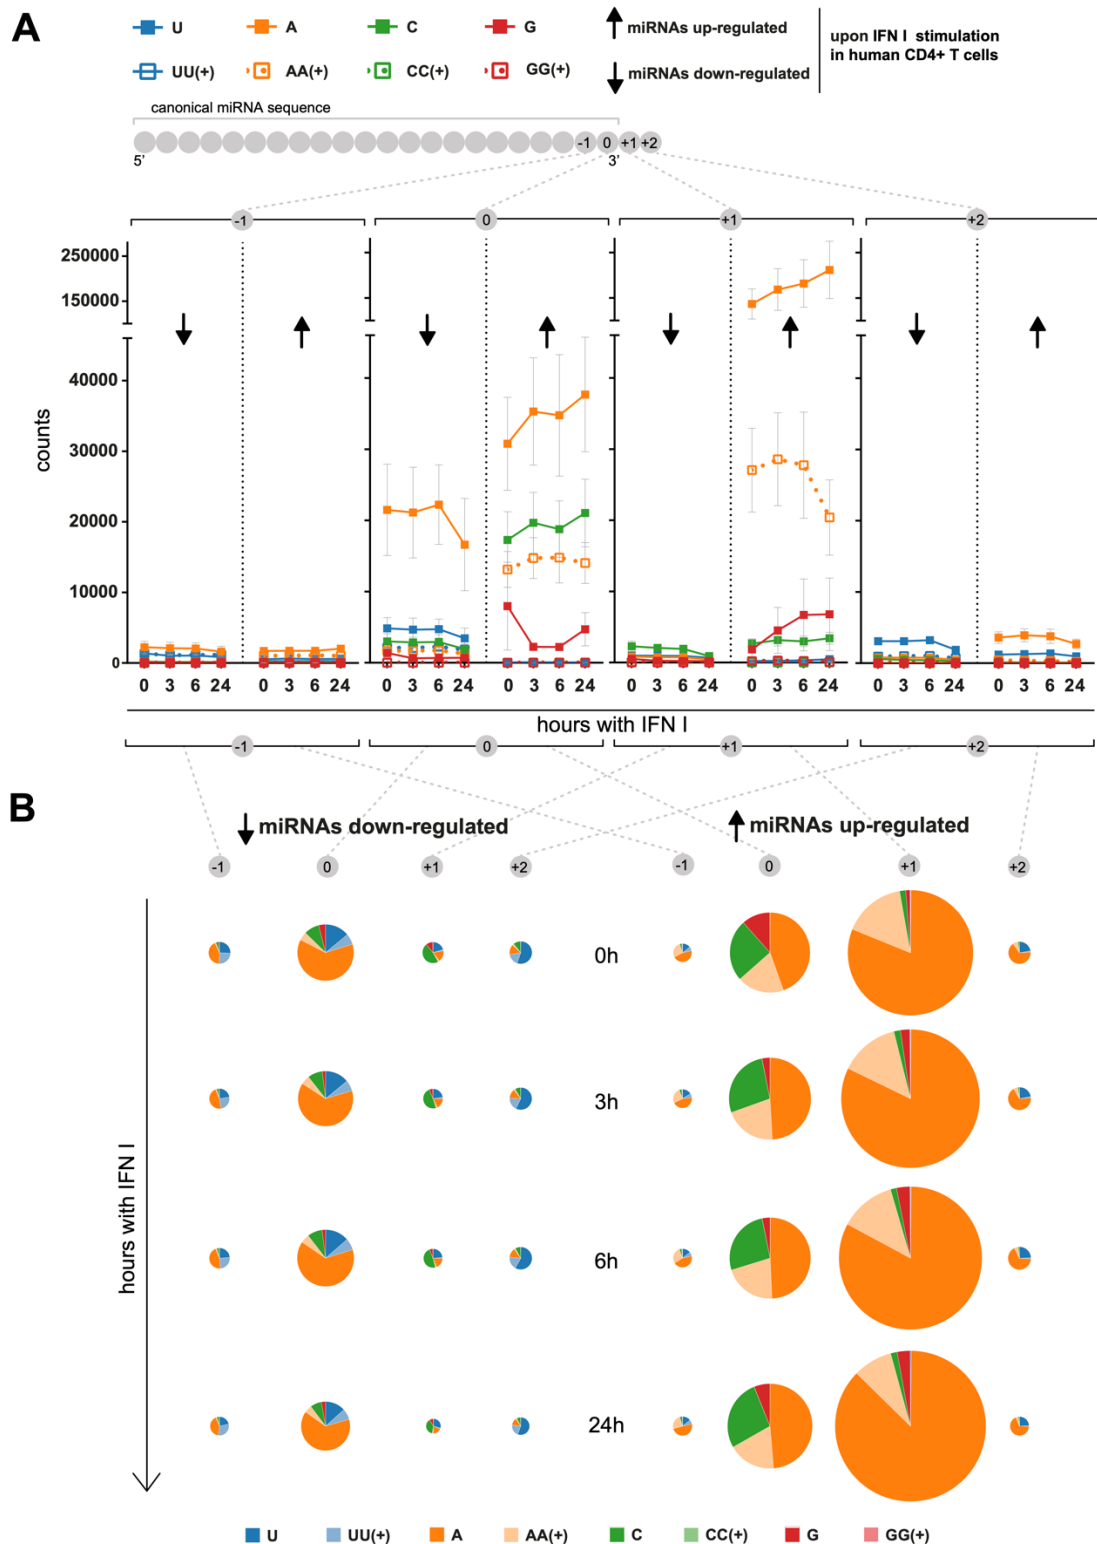 A
U A C G miRNAs up-regulated
UU(+) AA(+) CC(+) GG(+) miRNAs down-regulated
upon IFN I stimulation
in human CD4+ T cells
canonical miRNA sequence
-1 0 +1 +2
5' 3'
-1 0 +1 +2
250000
150000
40000
30000
20000
10000
0
counts
0 3 6 24 0 3 6 24 0 3 6 24 0 3 6 24 0 3 6 24 0 3 6 24 0 3 6 24 0 3 6 24
hours with IFN I
-1 0 +1 +2
B
miRNAs down-regulated miRNAs up-regulated
-1 0 +1 +2 -1 0 +1 +2
0h
3h
6h
24h
hours with IFN I
U UU(+) A AA(+) C CC(+) G GG(+)